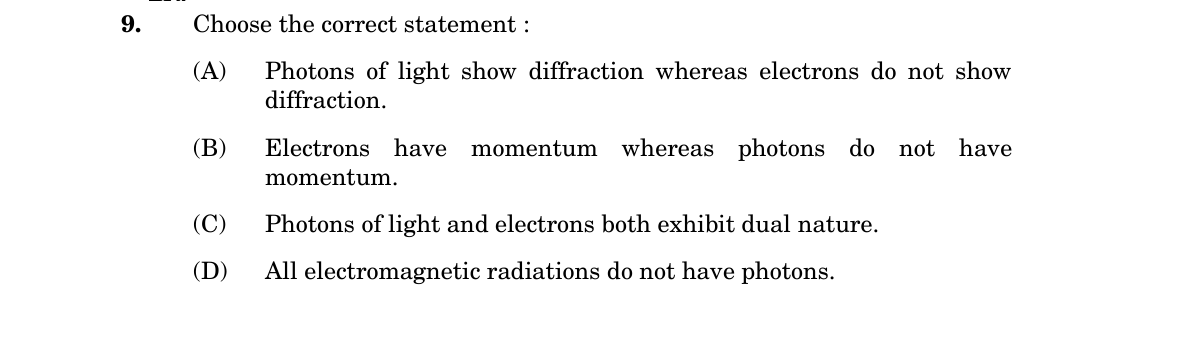 9. Choose the correct statement :
(A) Photons of light show diffraction whereas electrons do not show
diffraction.
(B) Electrons have momentum whereas photons do not have
momentum.
(C) Photons of light and electrons both exhibit dual nature.
(D) All electromagnetic radiations do not have photons.